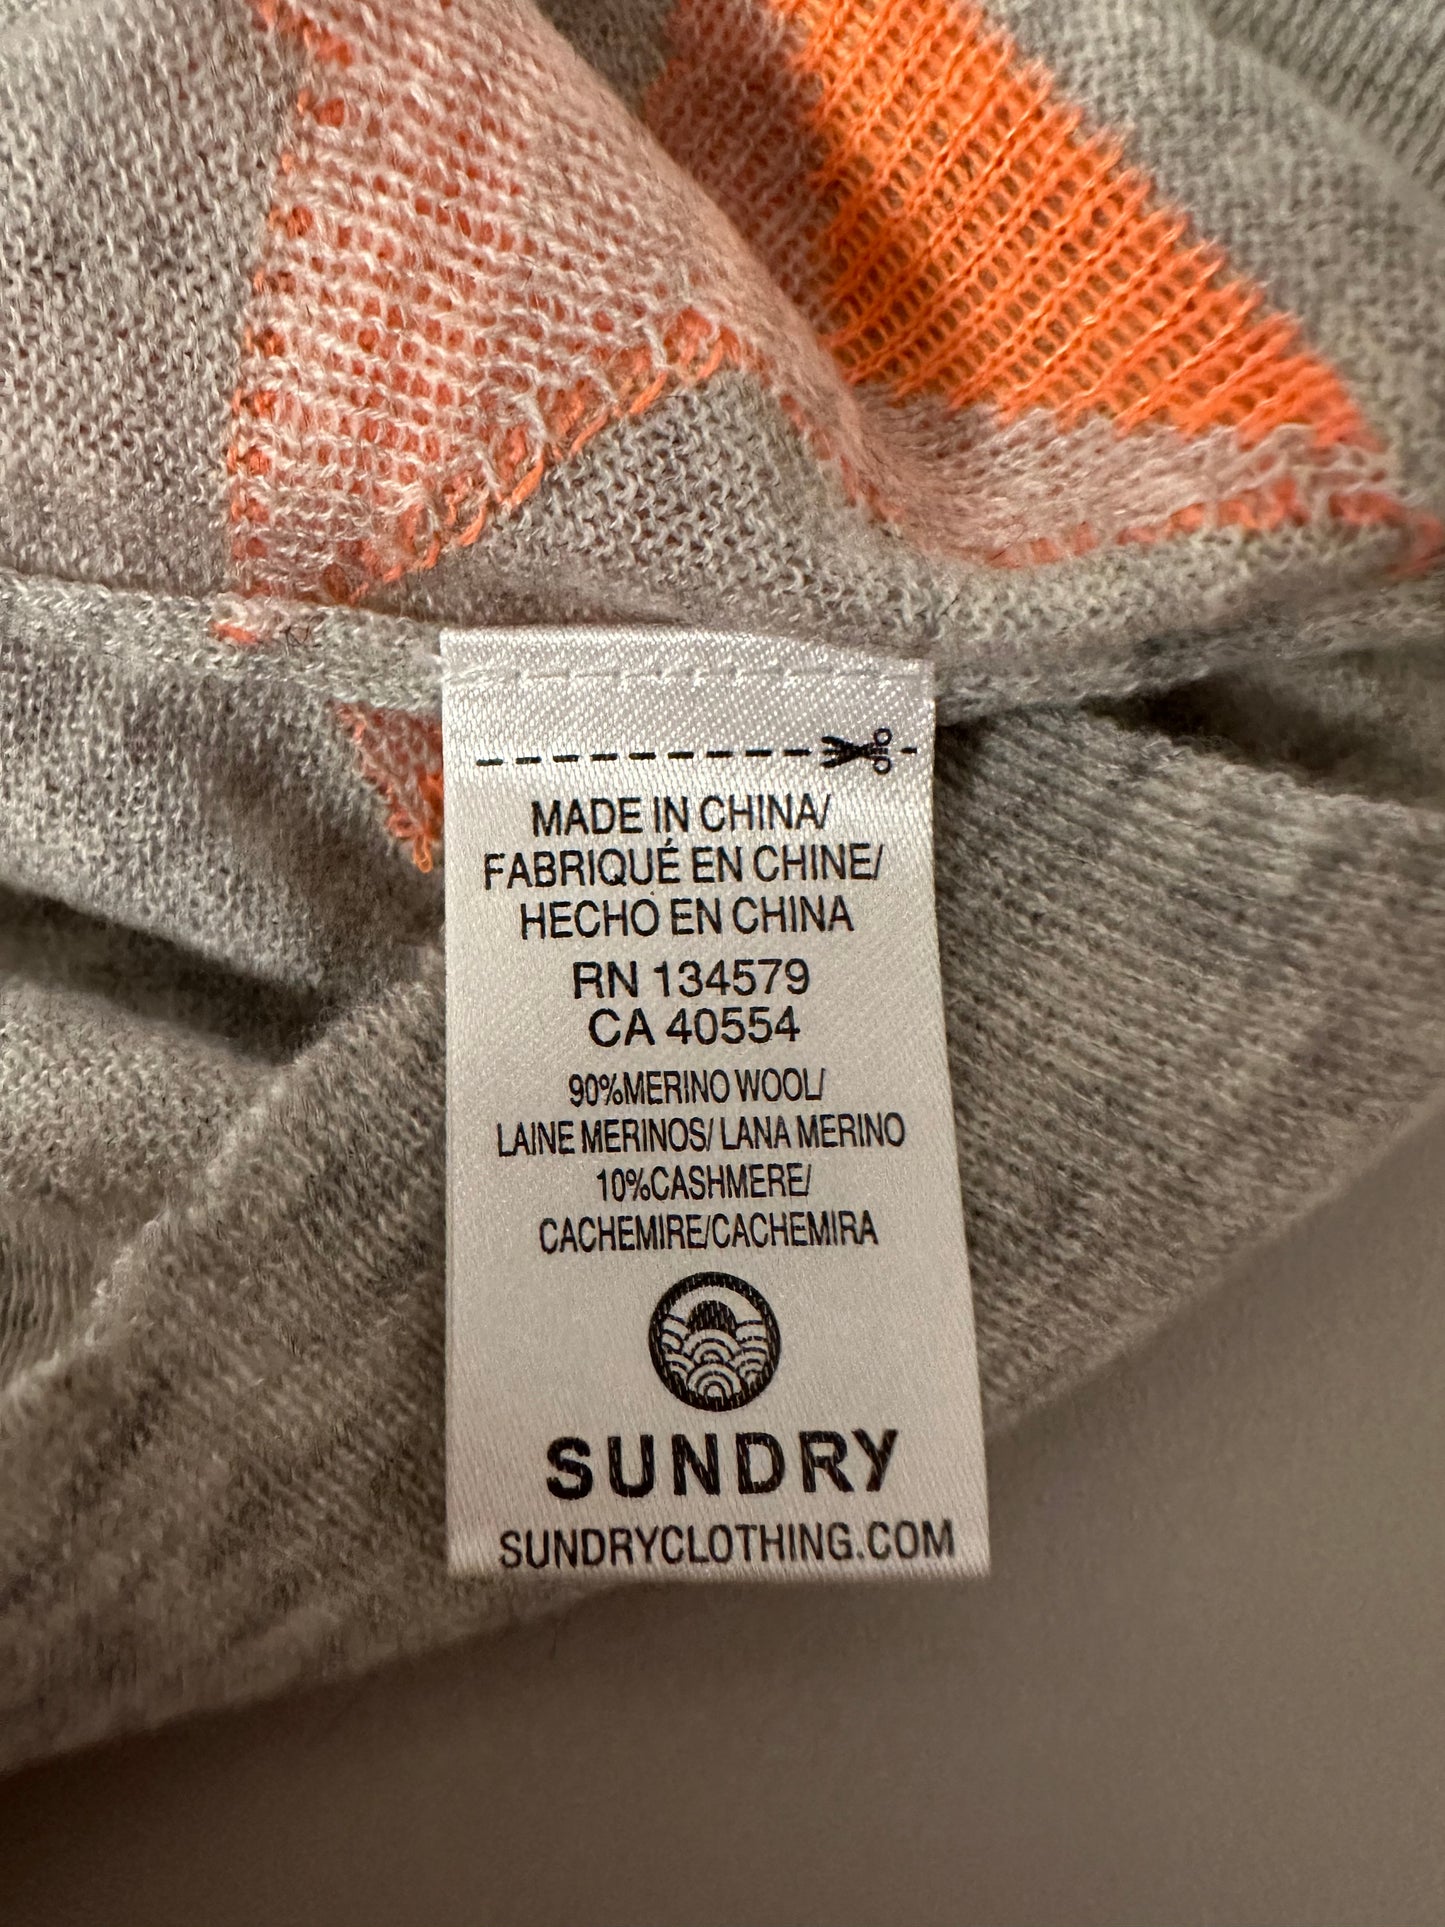 MADE IN CHINA/
FABRIQUÉ EN CHINE/
HECHO EN CHINA
RN 134579
CA 40554
90%MERINO WOOL/
LAINE MERINOS/ LANA MERINO
10%CASHMERE/
CACHEMIRE/CACHEMIRA
SUNDRY
SUNDRYCLOTHING.COM